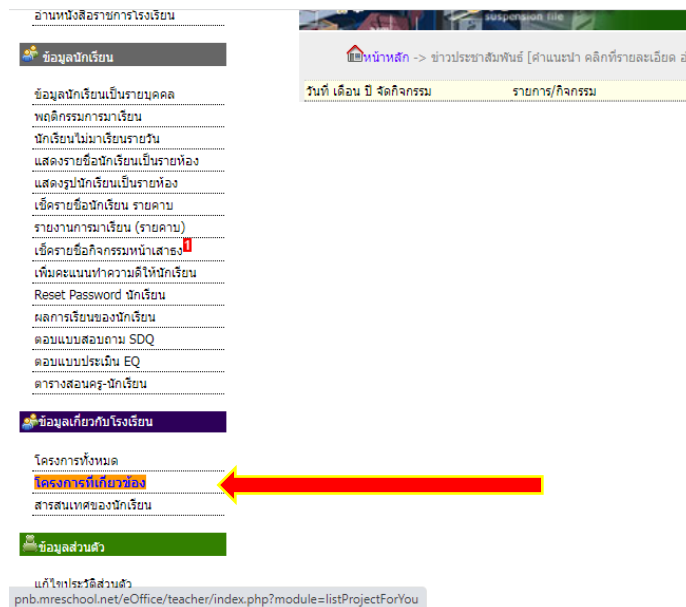 อ่านหนังสือราชการโรงเรียน
suspension file
ข้อมูลนักเรียน
หน้าหลัก -> ข่าวประชาสัมพันธ์ [คำแนะนำ คลิกที่รายละเอียด
วันที่ เดือน ปี จัดกิจกรรม รายการ/กิจกรรม
ข้อมูลนักเรียนเป็นรายบุคคล
พฤติกรรมการมาเรียน
นักเรียนไม่มาเรียนรายวัน
แสดงรายชื่อนักเรียนเป็นรายห้อง
แสดงรูปนักเรียนเป็นรายห้อง
เช็ครายชื่อนักเรียน รายคาบ
รายงานการมาเรียน (รายคาบ)
เช็ครายชื่อกิจกรรมหน้าเสาธง 1
เพิ่มคะแนนทำความดีให้นักเรียน
Reset Password นักเรียน
ผลการเรียนของนักเรียน
ตอบแบบสอบถาม SDQ
ตอบแบบประเมิน EQ
ตารางสอนครู-นักเรียน
ข้อมูลเกี่ยวกับโรงเรียน
โครงการทั้งหมด
โครงการที่เกี่ยวข้อง
สารสนเทศของนักเรียน
ข้อมูลส่วนตัว
แก้ไขประวัติส่วนตัว
pnb.mreschool.net/eOffice/teacher/index.php?module=listProjectForYou